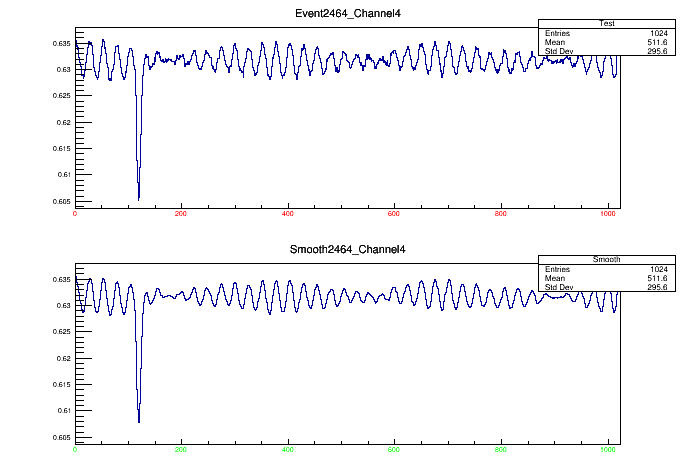 Event2464_Channel4
Test
Entries 1024
Mean 511.6
Std Dev 295.6
0.635
0.63
0.625
0.62
0.615
0.61
0.605
0 200 400 600 800 1000
Smooth2464_Channel4
Smooth
Entries 1024
Mean 511.6
Std Dev 295.6
0.635
0.63
0.625
0.62
0.615
0.61
0.605
0 200 400 600 800 1000